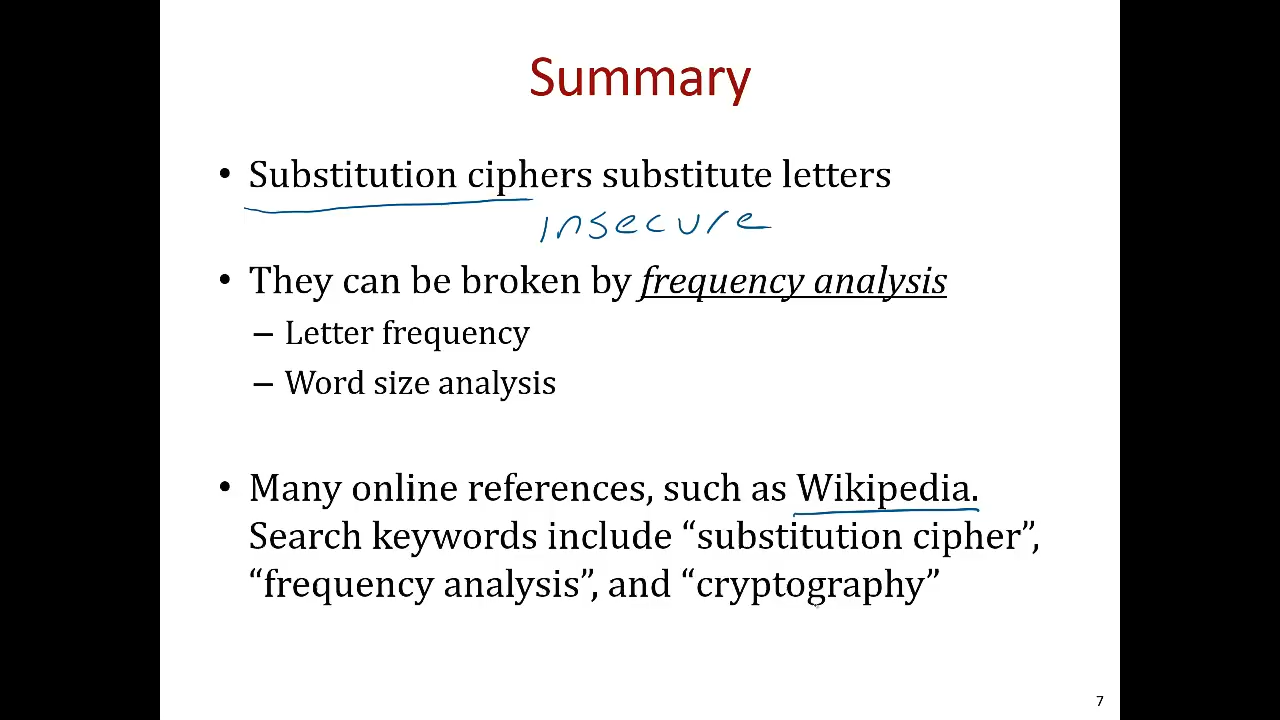 Summary
• Substitution ciphers substitute letters
insecure
• They can be broken by frequency analysis
– Letter frequency
– Word size analysis
• Many online references, such as Wikipedia.
Search keywords include “substitution cipher”,
“frequency analysis”, and “cryptography”
7